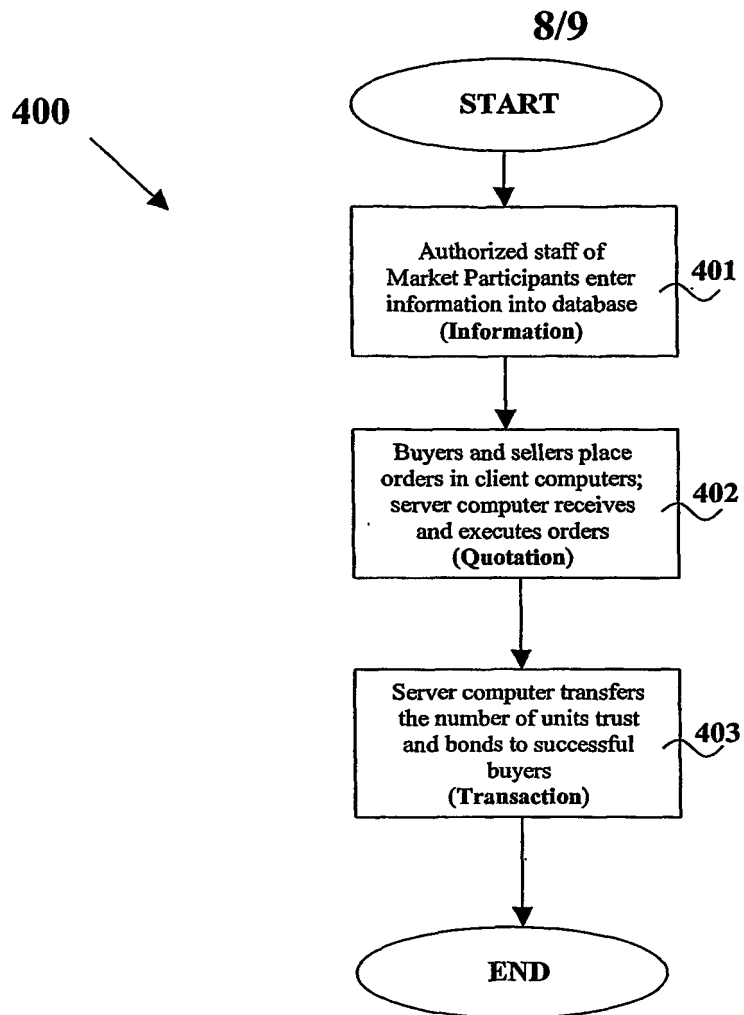 8/9
400
START
Authorized staff of
Market Participants enter
information into database
(Information)
401
Buyers and sellers place
orders in client computers;
server computer receives
and executes orders
(Quotation)
402
Server computer transfers
the number of units trust
and bonds to successful
buyers
(Transaction)
403
END